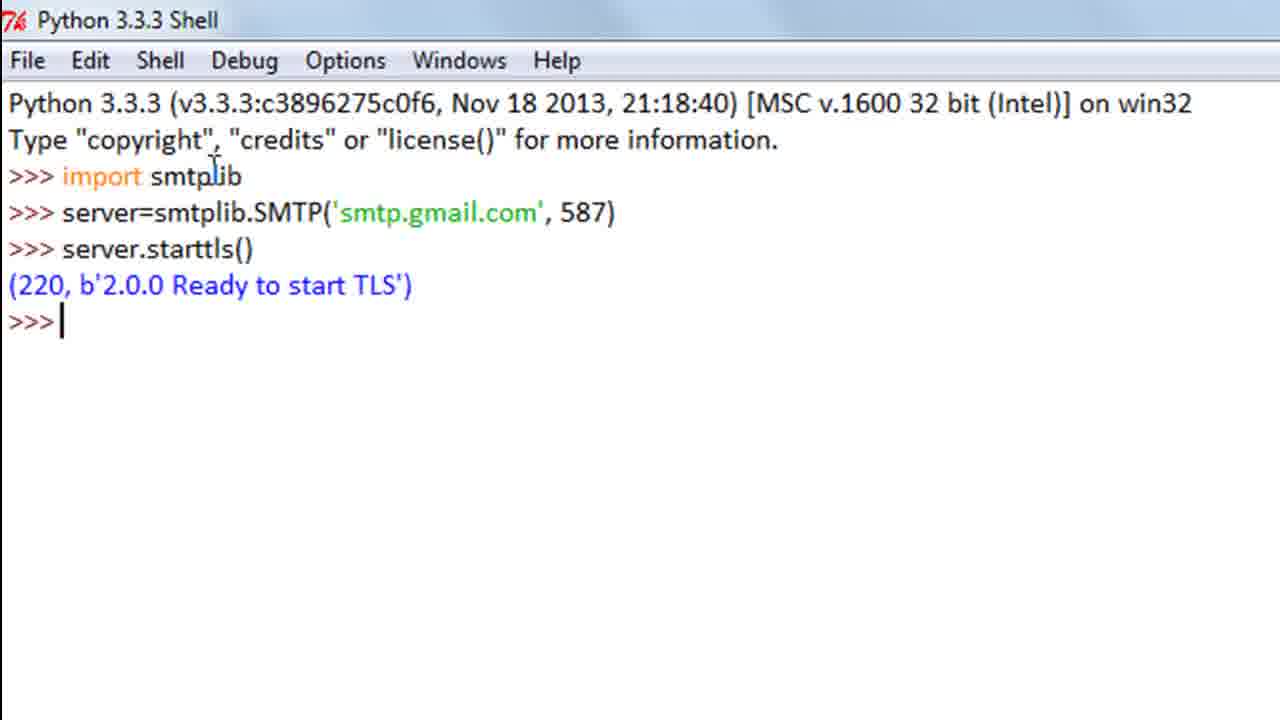 Python 3.3.3 Shell
File Edit Shell Debug Options Windows Help
Python 3.3.3 (v3.3.3:c3896275c0f6, Nov 18 2013, 21:18:40) [MSC v.1600 32 bit (Intel)] on win32
Type "copyright", "credits" or "license()" for more information.
>>> import smtplib
>>> server=smtplib.SMTP('smtp.gmail.com', 587)
>>> server.starttls()
(220, b'2.0.0 Ready to start TLS')
>>>